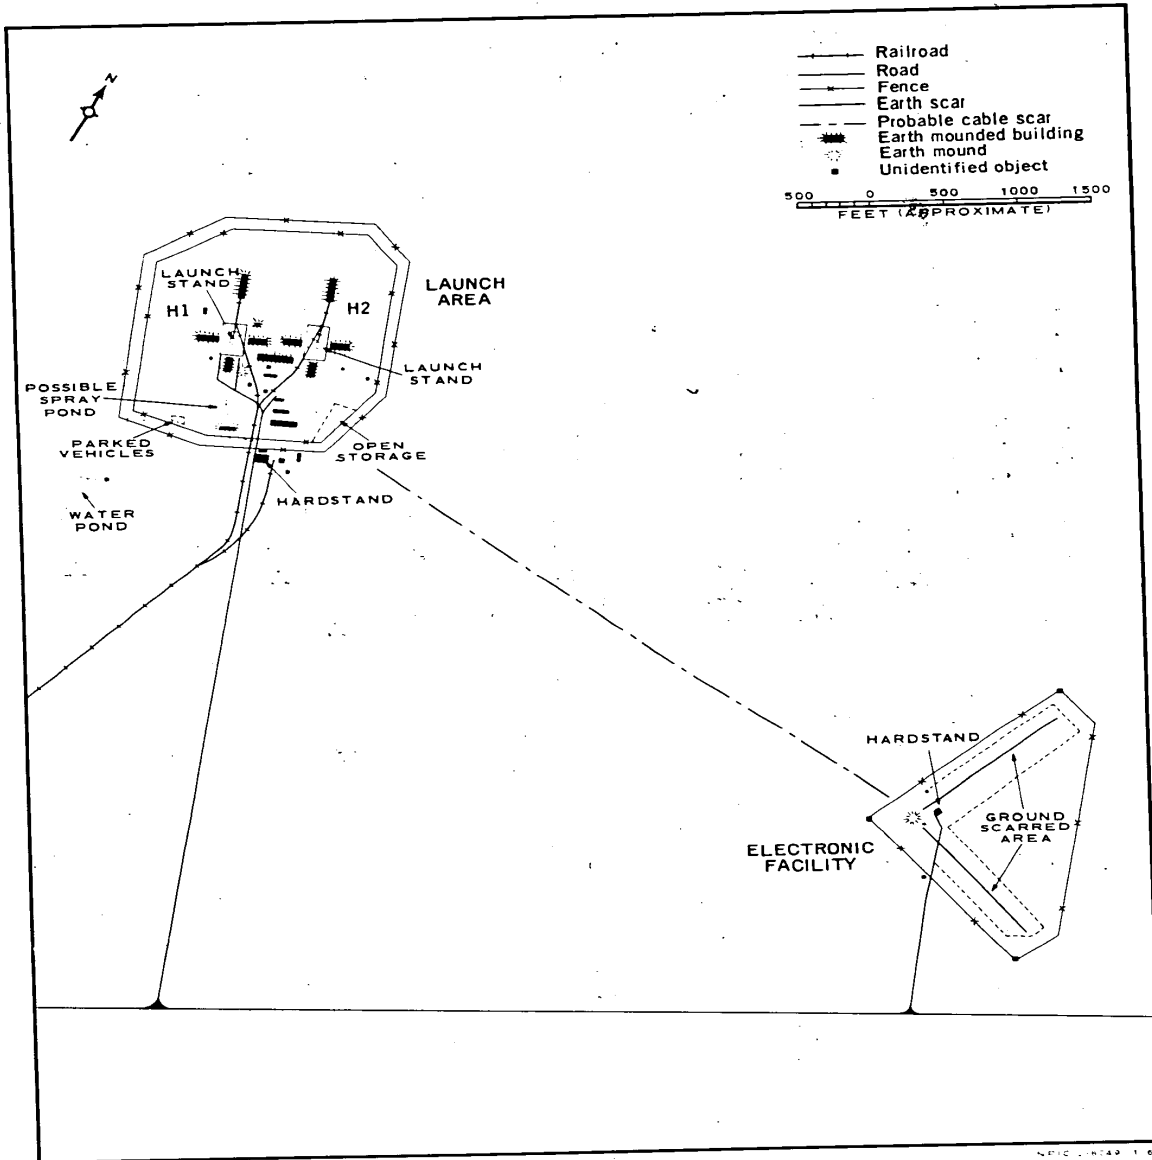 N
Railroad
Road
Fence
Earth scar
Probable cable scar
Earth mounded building
Earth mound
Unidentified object
500 0 500 1000 1500
FEET (APPROXIMATE)
LAUNCH
STAND
H1
H2
LAUNCH
AREA
LAUNCH
STAND
POSSIBLE
SPRAY
POND
PARKED
VEHICLES
OPEN
STORAGE
WATER
POND
HARDSTAND
HARDSTAND
GROUND
SCARRED
AREA
ELECTRONIC
FACILITY